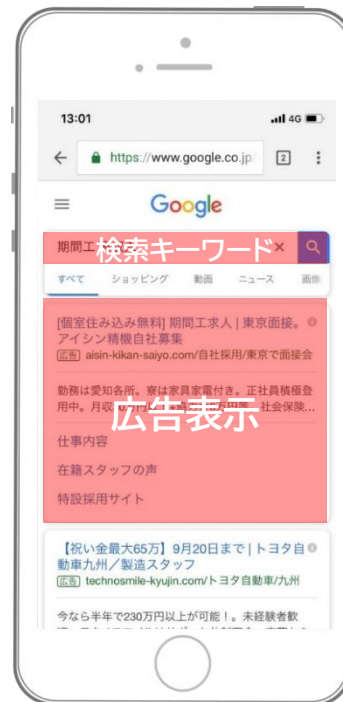 13:01 4G
https://www.google.co.jp/ 2
Google
期間工 検索キーワード ×
すべて ショッピング 動画 ニュース 画像
[個室住み込み無料] 期間工求人 | 東京面接。
アイシン精機自社募集
広告 aisin-kikan-saiyo.com/自社採用/東京で面接会
勤務は愛知各所。寮は家具家電付き。正社員積極登
用中。月収 社会保険...
広告表示
仕事内容
在籍スタッフの声
特設採用サイト
【祝い金最大65万】9月20日まで | トヨタ自
動車九州／製造スタッフ
広告 technosmile-kyujin.com/トヨタ自動車/九州
今なら半年で230万円以上が可能！。未経験者歓